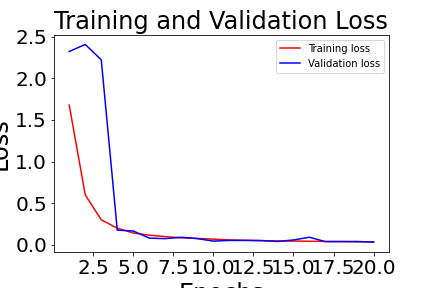 Training and Validation Loss
Training loss
Validation loss
2.5
2.0
1.5
1.0
0.5
0.0
Loss
2.5 5.0 7.5 10.0 12.5 15.0 17.5 20.0
Epochs